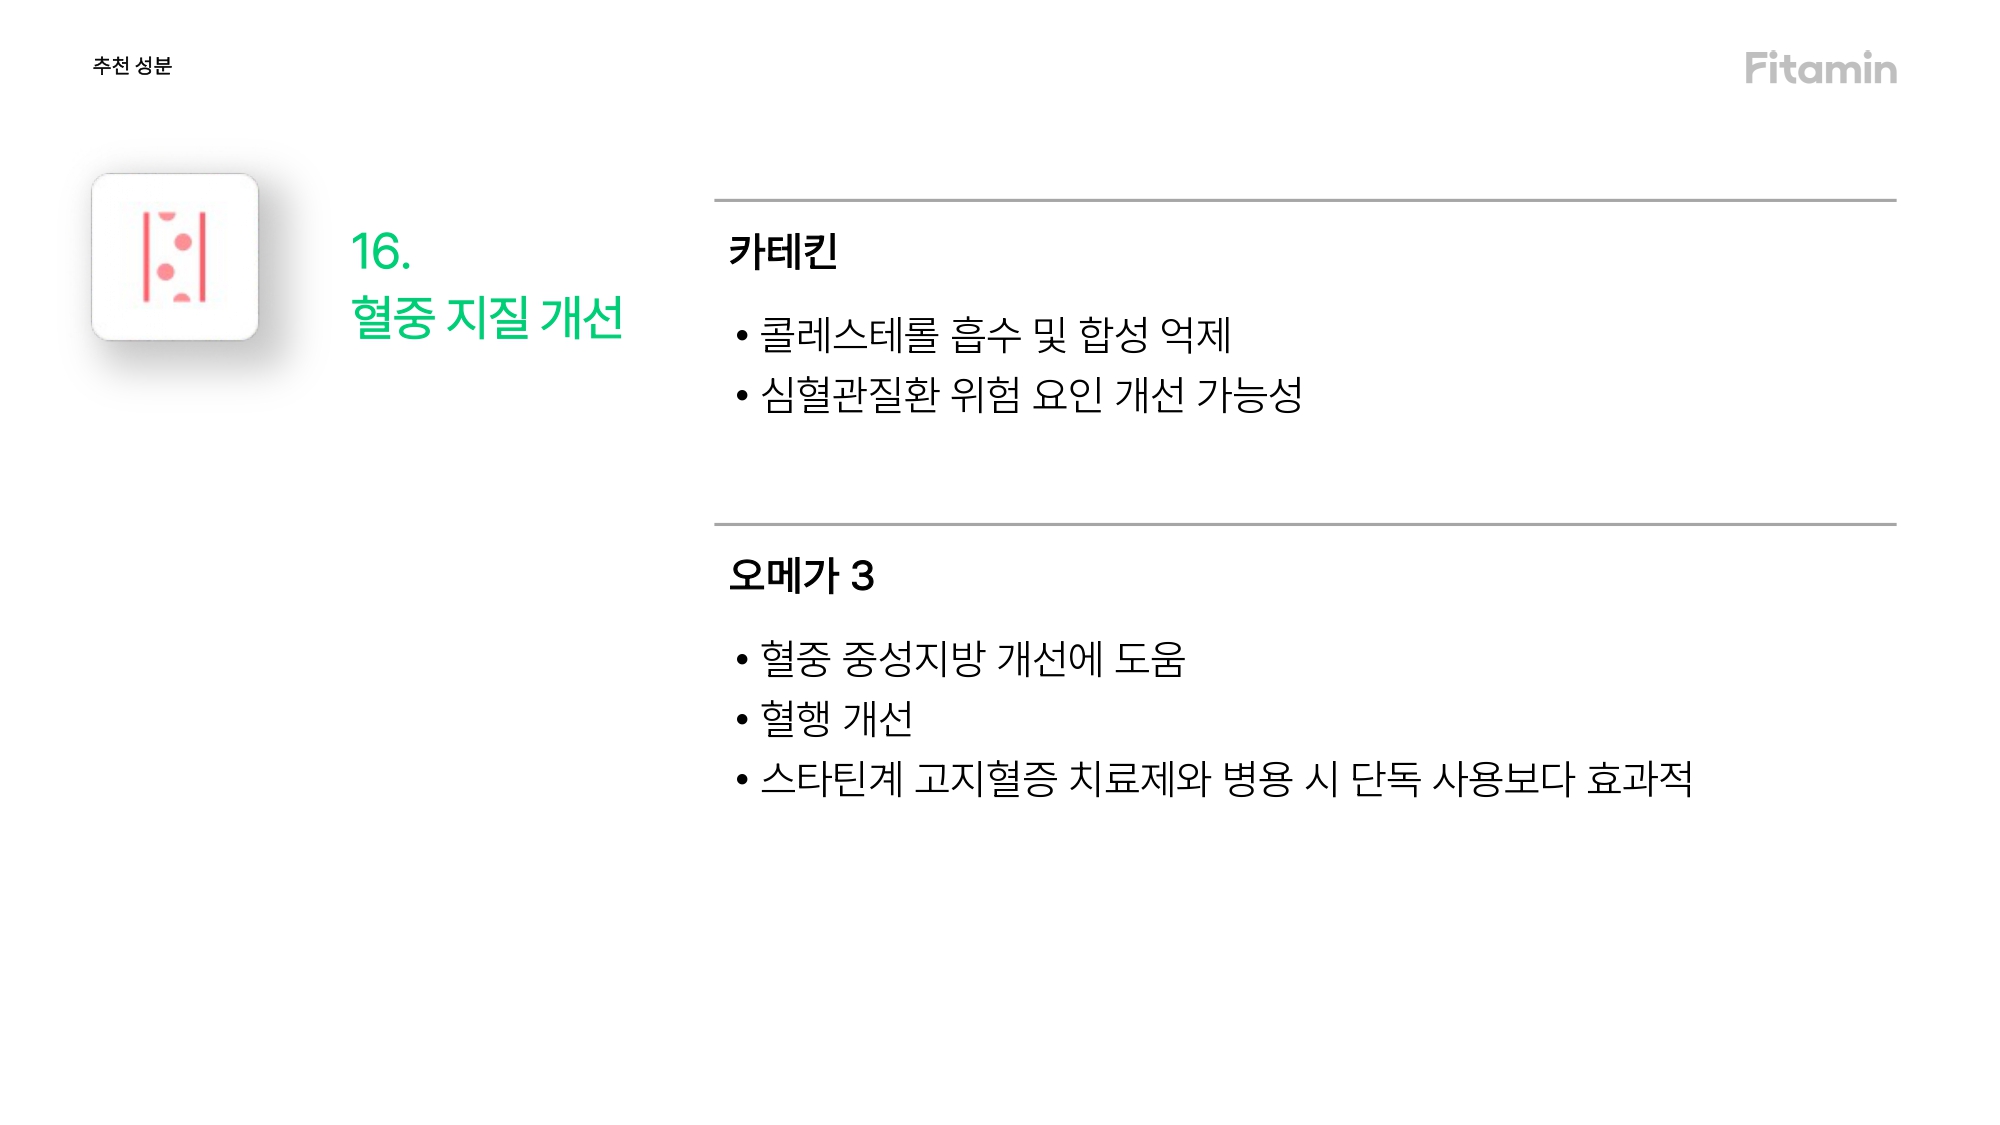 추천 성분
Fitamin
16.
혈중 지질 개선
카테킨
• 콜레스테롤 흡수 및 합성 억제
• 심혈관질환 위험 요인 개선 가능성
오메가 3
• 혈중 중성지방 개선에 도움
• 혈행 개선
• 스타틴계 고지혈증 치료제와 병용 시 단독 사용보다 효과적